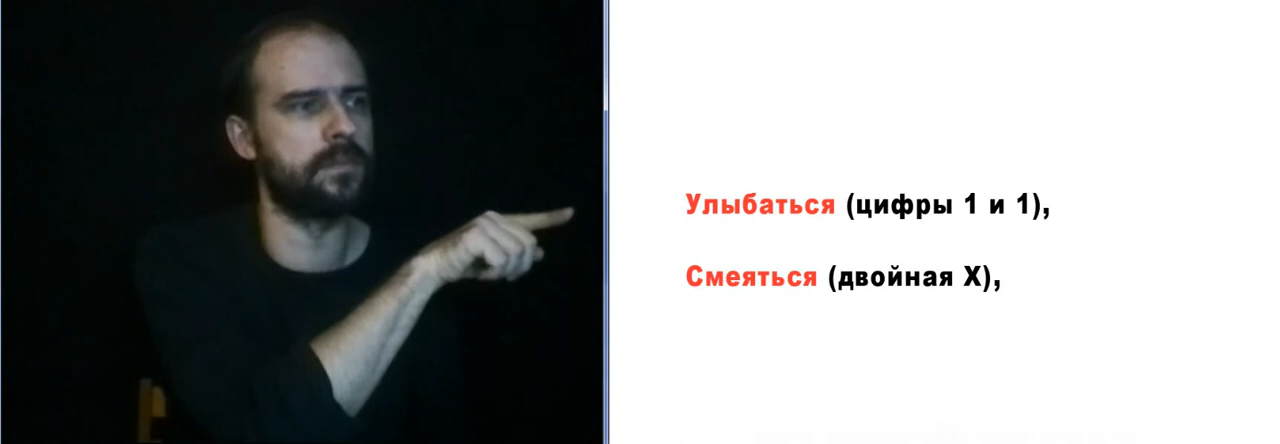 Улыбаться (цифры 1 и 1),
Смеяться (двойная Х),